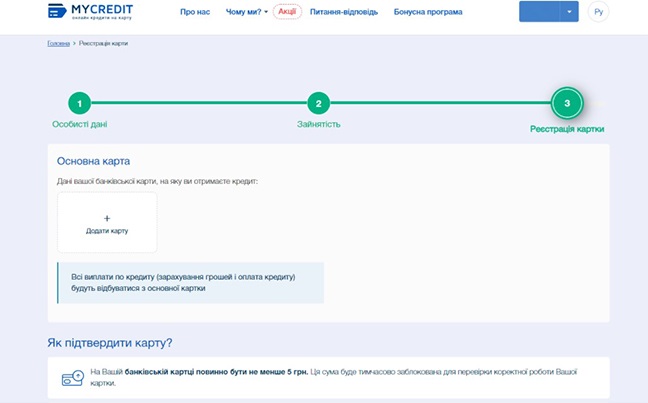 MYCREDIT
онлайн кредити на карту
Про нас Чому ми? Акції Питання-відповідь Бонусна програма Ру
Головна > Реєстрація карти
1 2 3
Особисті дані Зайнятість Реєстрація картки
Основна карта
Дані вашої банківської карти, на яку ви отримаєте кредит:
+
Додати карту
Всі виплати по кредиту (зарахування грошей і оплата кредиту)
будуть відбуватися з основної картки
Як підтвердити карту?
На Вашій банківській картці повинно бути не менше 5 грн. Ця сума буде тимчасово заблокована для перевірки коректної роботи Вашої
картки.